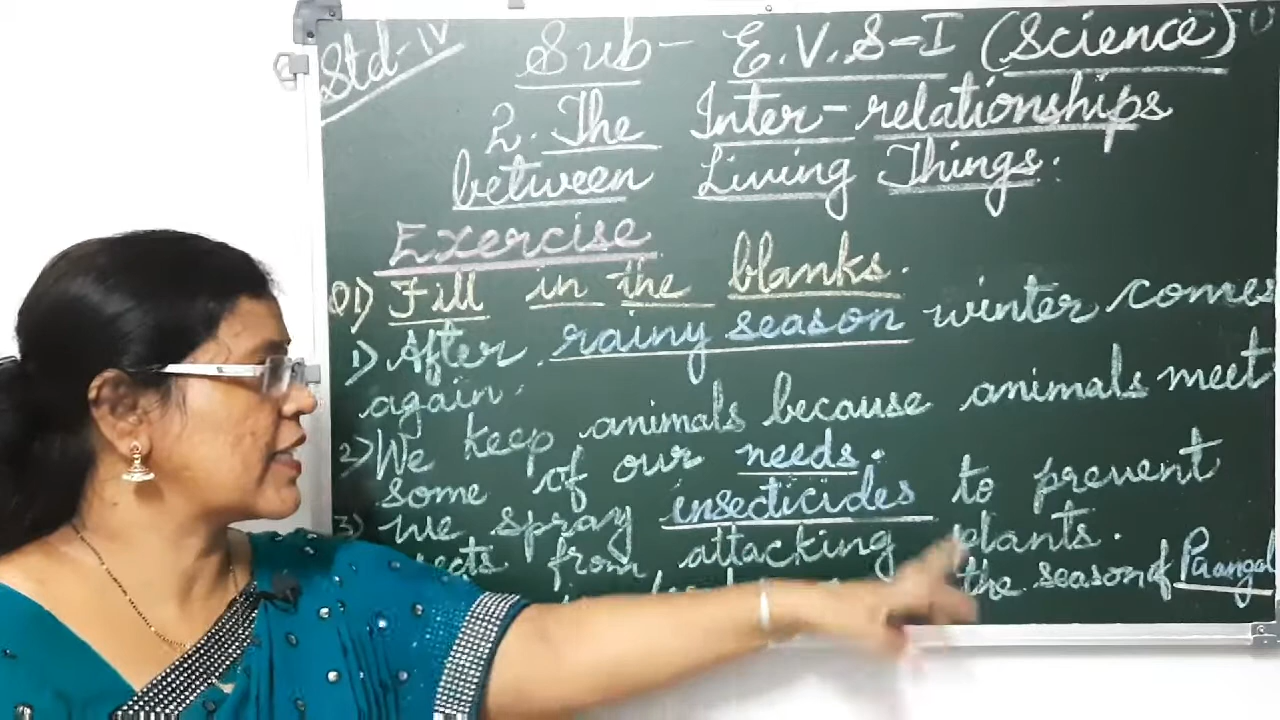 Std-IV
Sub- E.V.S-I (Science)
2. The Inter-relationships
between Living Things.
Exercise
Q1) Fill in the blanks.
1) After rainy season winter comes
again.
2) We keep animals because animals meet
some of our needs.
3) We spray insecticides to prevent
from attacking plants.
the season of